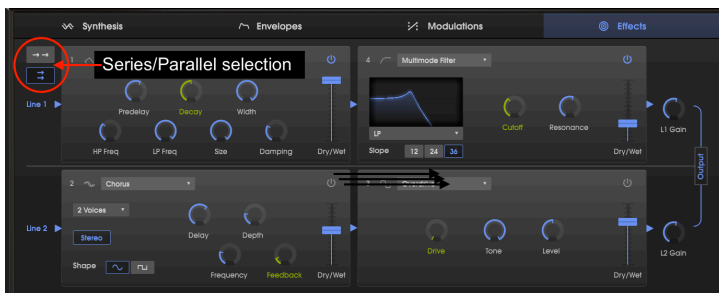 Synthesis
Envelopes
Modulations
Effects
Series/Parallel selection
1
4 Multimode Filter
Line 1
Predelay Decay Width
HP Freq LP Freq Size Damping Dry/Wet
LP
Slope 12 24 36
Cutoff Resonance
Dry/Wet
L1 Gain
Output
2 Chorus
2 Voices
Line 2
Stereo
Delay Depth
Shape
Frequency Feedback Dry/Wet
Drive Tone Level
Dry/Wet
L2 Gain